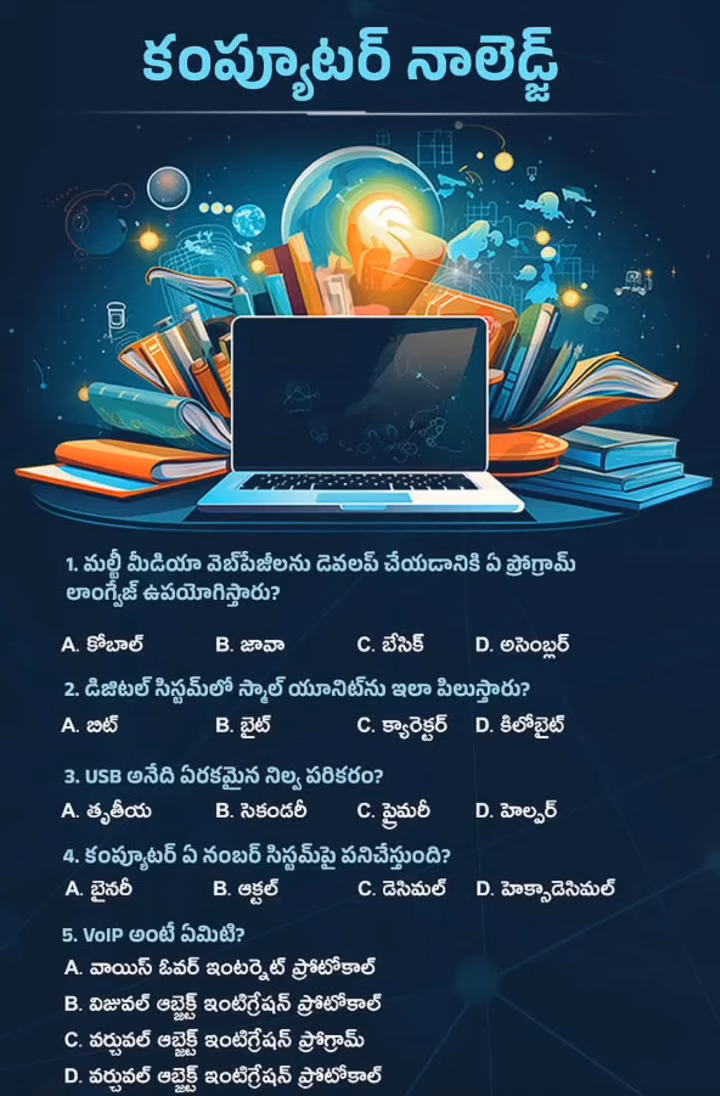 కంప్యూటర్ నాలెడ్జ్
1. మల్టీ మీడియా వెబ్‌పేజీలను డెవలప్ చేయడానికి ఏ ప్రోగ్రామ్
లాంగ్వేజ్ ఉపయోగిస్తారు?
A. కోబాల్ B. జావా C. బేసిక్ D. అసెంబ్లర్
2. డిజిటల్ సిస్టమ్‌లో స్మాల్ యూనిట్‌ను ఇలా పిలుస్తారు?
A. బిట్ B. బైట్ C. క్యారెక్టర్ D. కిలోబైట్
3. USB అనేది ఏరకమైన నిల్వ పరికరం?
A. తృతీయ B. సెకండరీ C. ప్రైమరీ D. హెల్పర్
4. కంప్యూటర్ ఏ నంబర్ సిస్టమ్‌పై పనిచేస్తుంది?
A. బైనరీ B. ఆక్టల్ C. డెసిమల్ D. హెక్సాడెసిమల్
5. VoIP అంటే ఏమిటి?
A. వాయిస్ ఓవర్ ఇంటర్నెట్ ప్రోటోకాల్
B. విజువల్ ఆబ్జెక్ట్ ఇంటిగ్రేషన్ ప్రోటోకాల్
C. వర్చువల్ ఆబ్జెక్ట్ ఇంటిగ్రేషన్ ప్రోగ్రామ్
D. వర్చువల్ ఆబ్జెక్ట్ ఇంటిగ్రేషన్ ప్రోటోకాల్